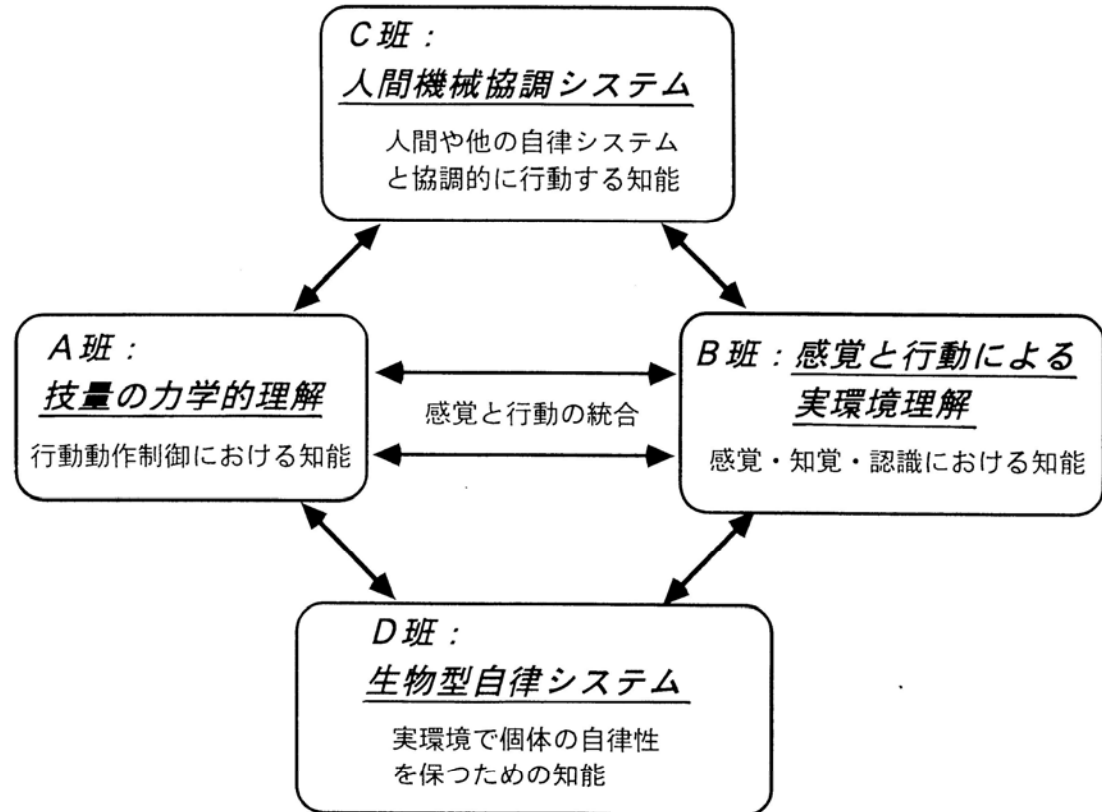 C班：
人間機械協調システム
人間や他の自律システム
と協調的に行動する知能
A班：
技量の力学的理解
行動動作制御における知能
感覚と行動の統合
B班：感覚と行動による
実環境理解
感覚・知覚・認識における知能
D班：
生物型自律システム
実環境で個体の自律性
を保つための知能